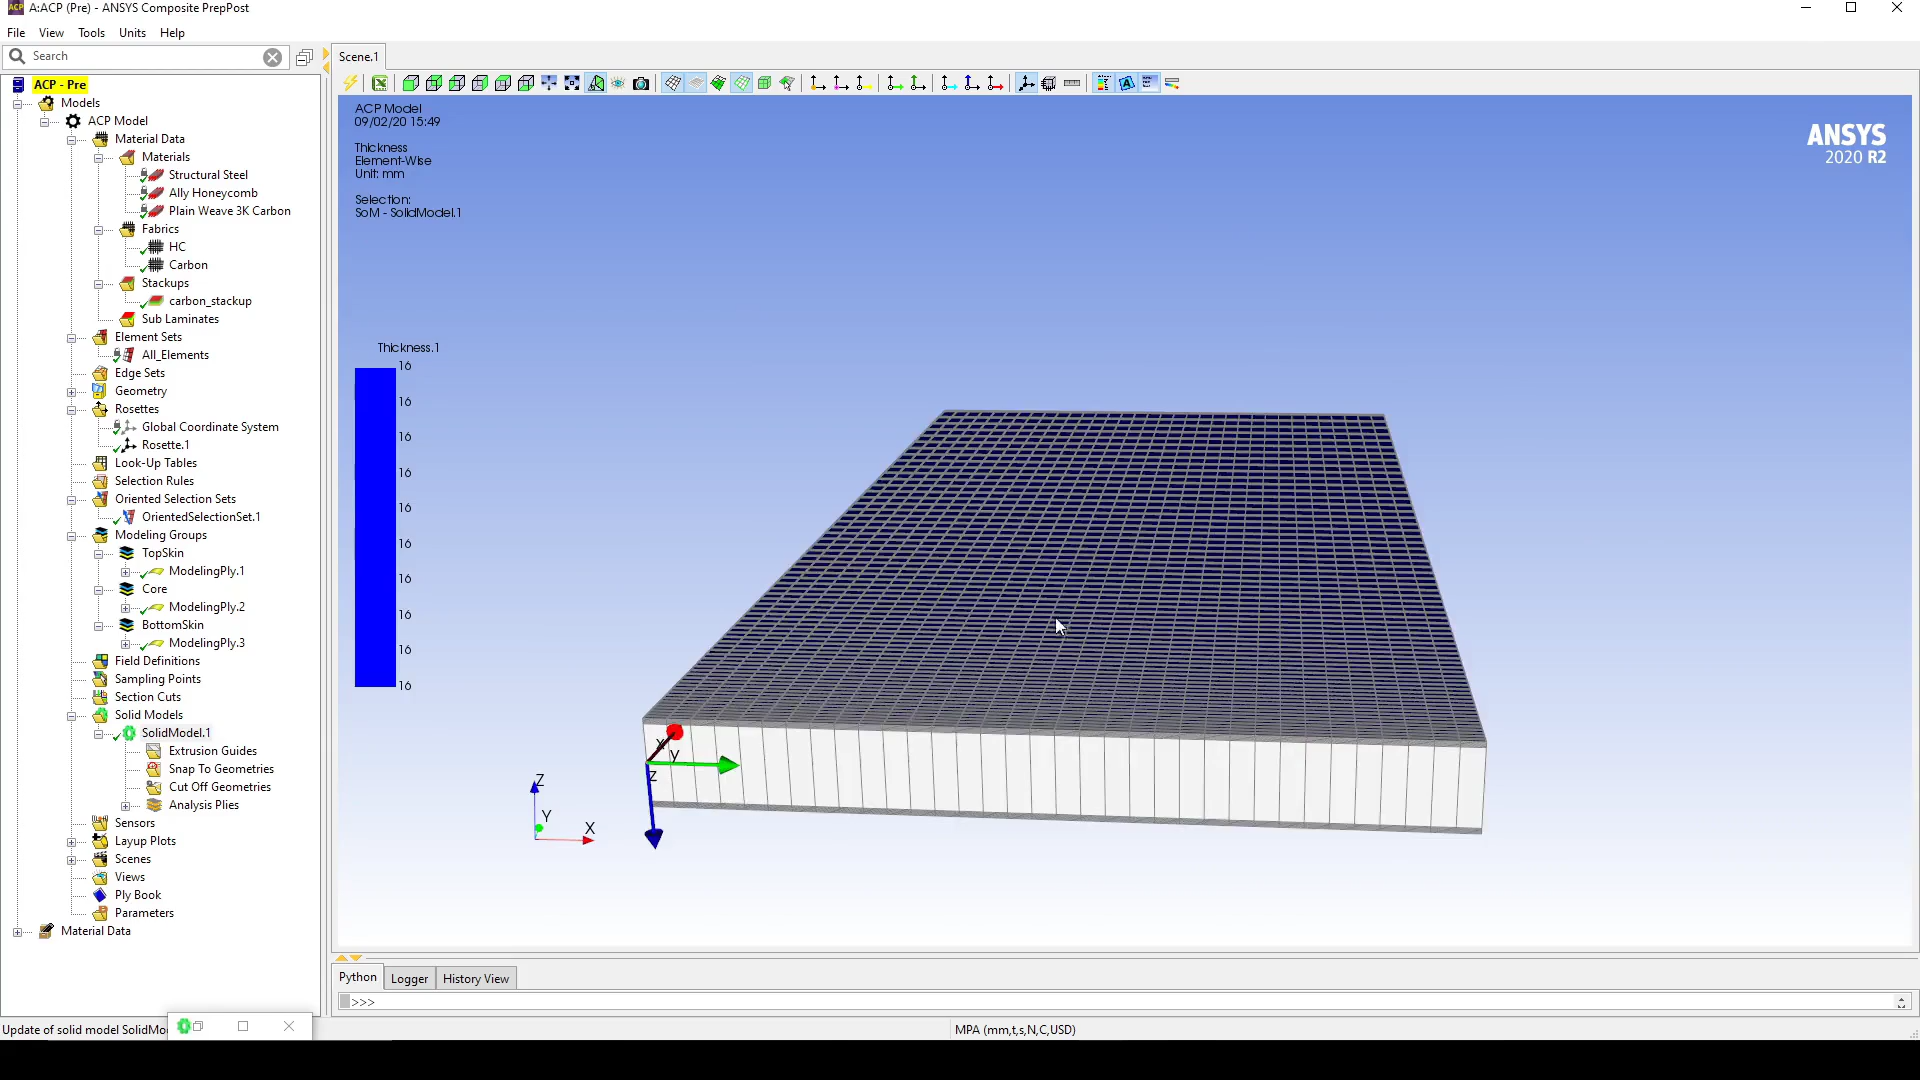 ACP
A:ACP (Pre) - ANSYS Composite PrepPost
File View Tools Units Help
Search
Scene.1
ACP - Pre
Models
ACP Model
Material Data
Materials
Structural Steel
Ally Honeycomb
Plain Weave 3K Carbon
Fabrics
HC
Carbon
Stackups
carbon_stackup
Sub Laminates
Element Sets
All_Elements
Edge Sets
Geometry
Rosettes
Global Coordinate System
Rosette.1
Look-Up Tables
Selection Rules
Oriented Selection Sets
OrientedSelectionSet.1
Modeling Groups
TopSkin
ModelingPly.1
Core
ModelingPly.2
BottomSkin
ModelingPly.3
Field Definitions
Sampling Points
Section Cuts
Solid Models
SolidModel.1
Extrusion Guides
Snap To Geometries
Cut Off Geometries
Analysis Plies
Sensors
Layup Plots
Scenes
Views
Ply Book
Parameters
Material Data
ACP Model
09/02/20 15:49
Thickness
Element-Wise
Unit: mm
Selection:
SoM - SolidModel.1
Thickness.1
16
16
16
16
16
16
16
16
16
16
ANSYS
2020 R2
x
y
z
Z
Y
X
Python Logger History View
>>>
Update of solid model SolidMo
MPA (mm,t,s,N,C,USD)